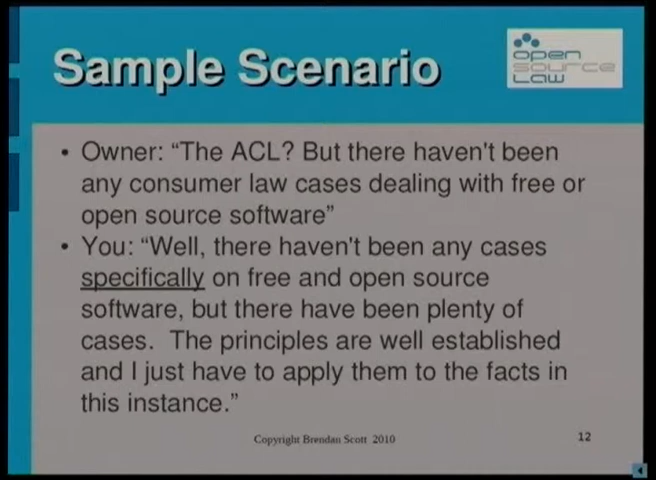 Sample Scenario
open
source
Law
• Owner: “The ACL? But there haven't been
any consumer law cases dealing with free or
open source software”
• You: “Well, there haven't been any cases
specifically on free and open source
software, but there have been plenty of
cases.  The principles are well established
and I just have to apply them to the facts in
this instance.”
Copyright Brendan Scott 2010
12